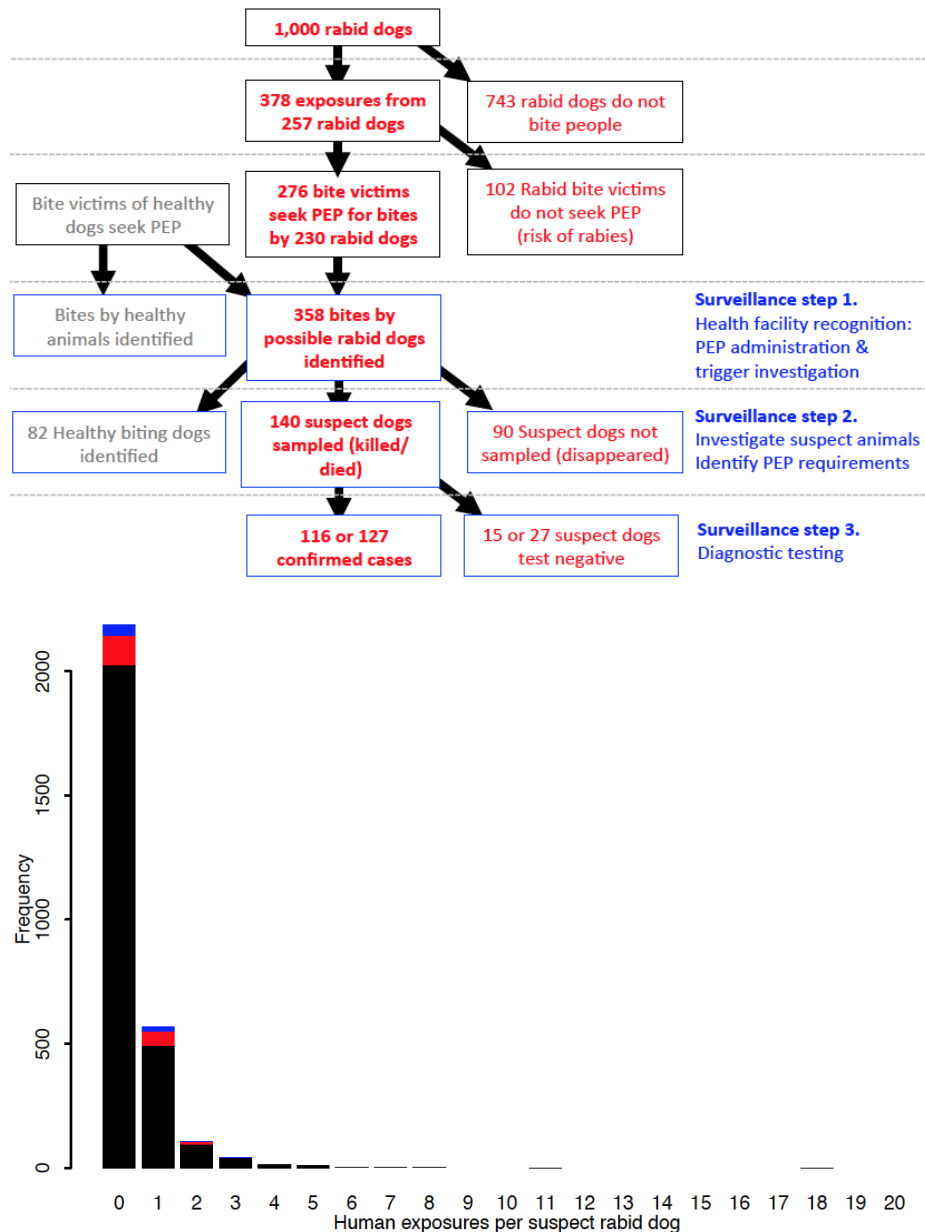 1,000 rabid dogs
378 exposures from
257 rabid dogs
743 rabid dogs do not
bite people
Bite victims of healthy
dogs seek PEP
276 bite victims
seek PEP for bites
by 230 rabid dogs
102 Rabid bite victims
do not seek PEP
(risk of rabies)
Bites by healthy
animals identified
358 bites by
possible rabid dogs
identified
Surveillance step 1.
Health facility recognition:
PEP administration &
trigger investigation
82 Healthy biting dogs
identified
140 suspect dogs
sampled (killed/
died)
90 Suspect dogs not
sampled (disappeared)
Surveillance step 2.
Investigate suspect animals
Identify PEP requirements
116 or 127
confirmed cases
15 or 27 suspect dogs
test negative
Surveillance step 3.
Diagnostic testing
Frequency
2000
1500
1000
500
0
0 1 2 3 4 5 6 7 8 9 10 11 12 13 14 15 16 17 18 19 20
Human exposures per suspect rabid dog